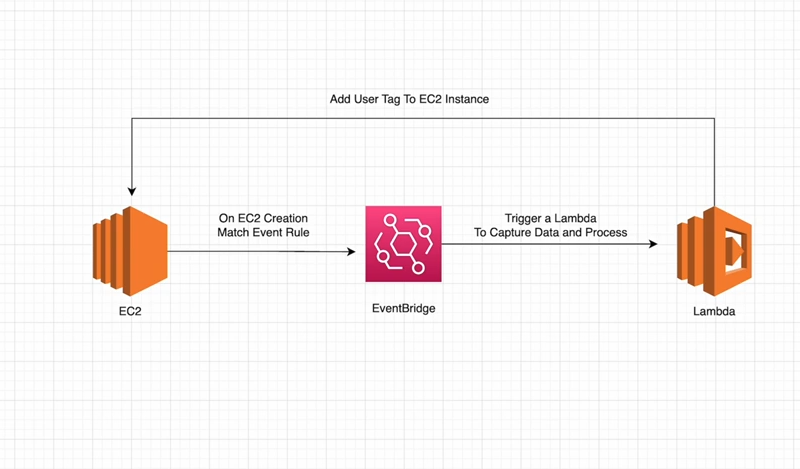 Add User Tag To EC2 Instance
On EC2 Creation
Match Event Rule
Trigger a Lambda
To Capture Data and Process
EC2
EventBridge
Lambda